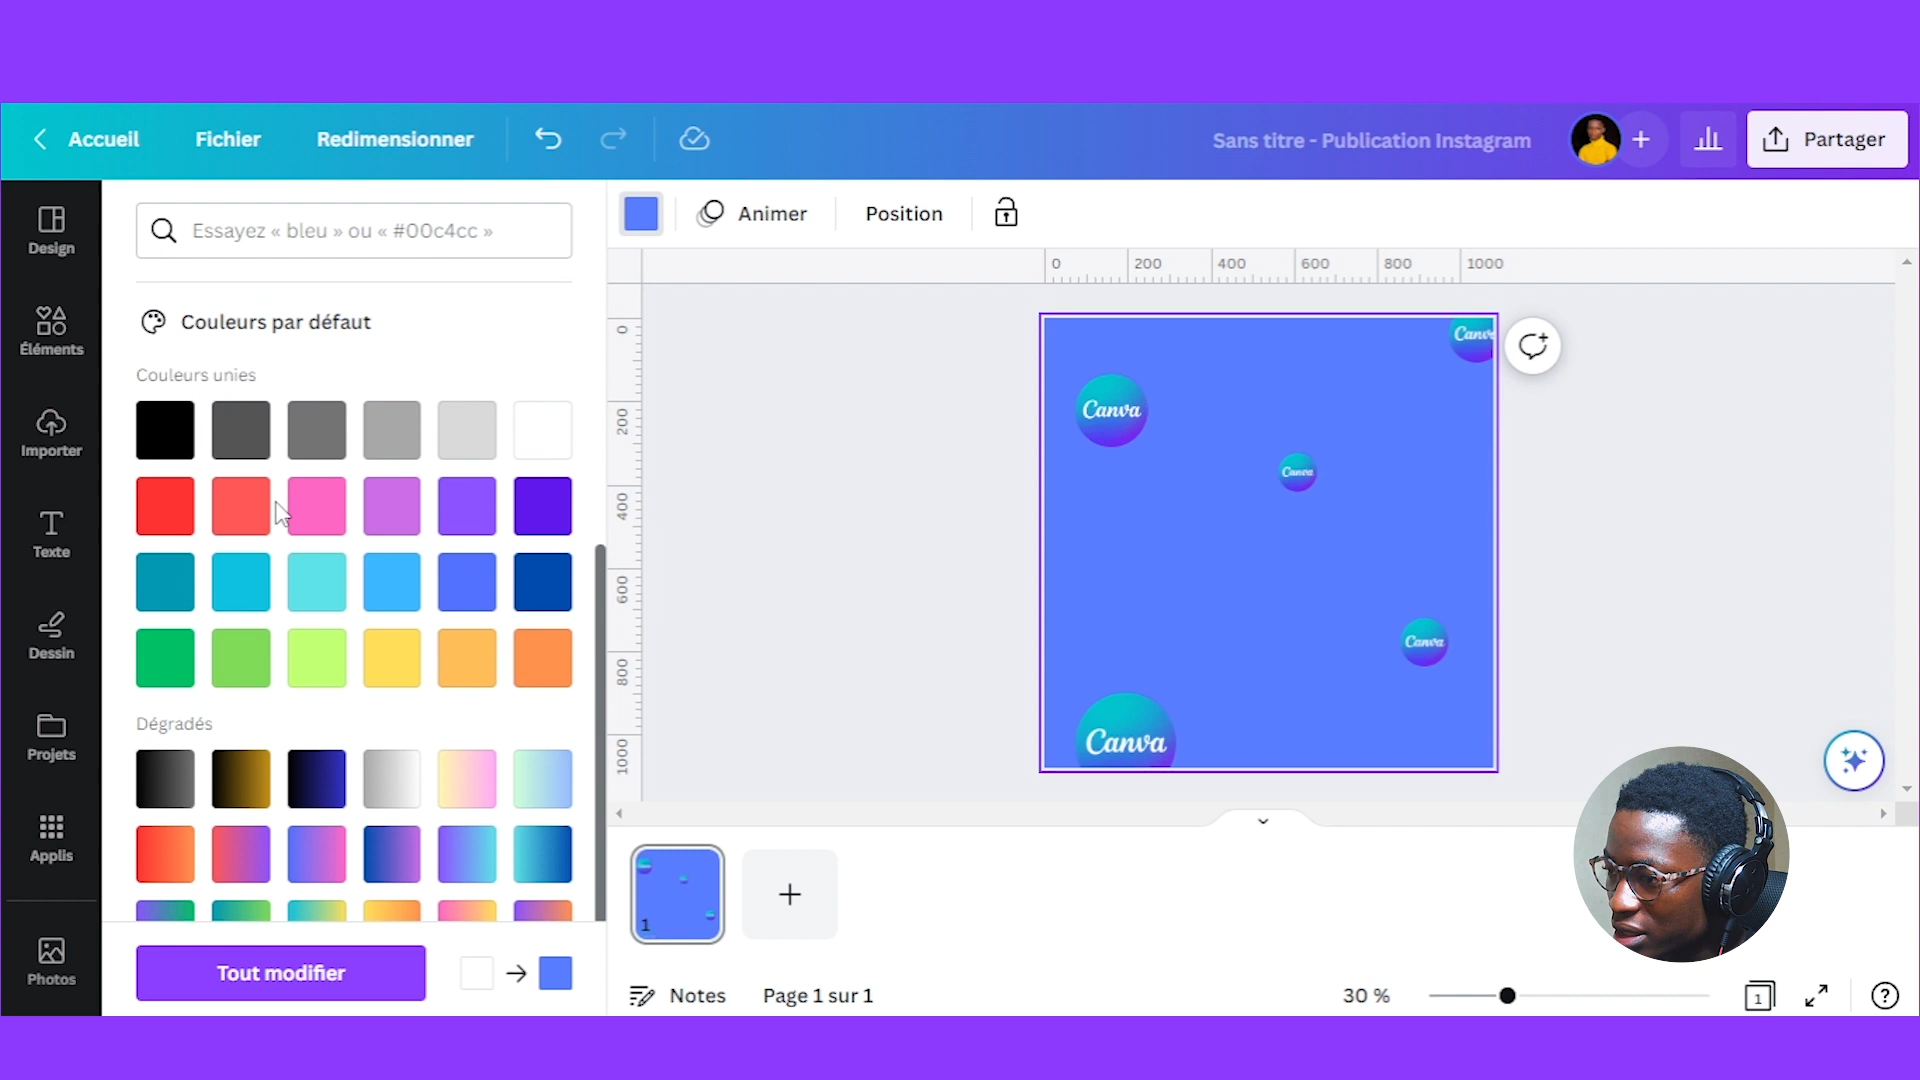 Accueil
Fichier
Redimensionner
Sans titre - Publication Instagram
Partager
Design
Éléments
Importer
Texte
Dessin
Projets
Applis
Photos
Essayez « bleu » ou « #00c4cc »
Couleurs par défaut
Couleurs unies
Dégradés
Tout modifier
Animer
Position
0 200 400 600 800 1000
0
200
400
600
800
1000
Canva
Canva
Canva
Canva
Canva
1
Notes
Page 1 sur 1
30 %
1